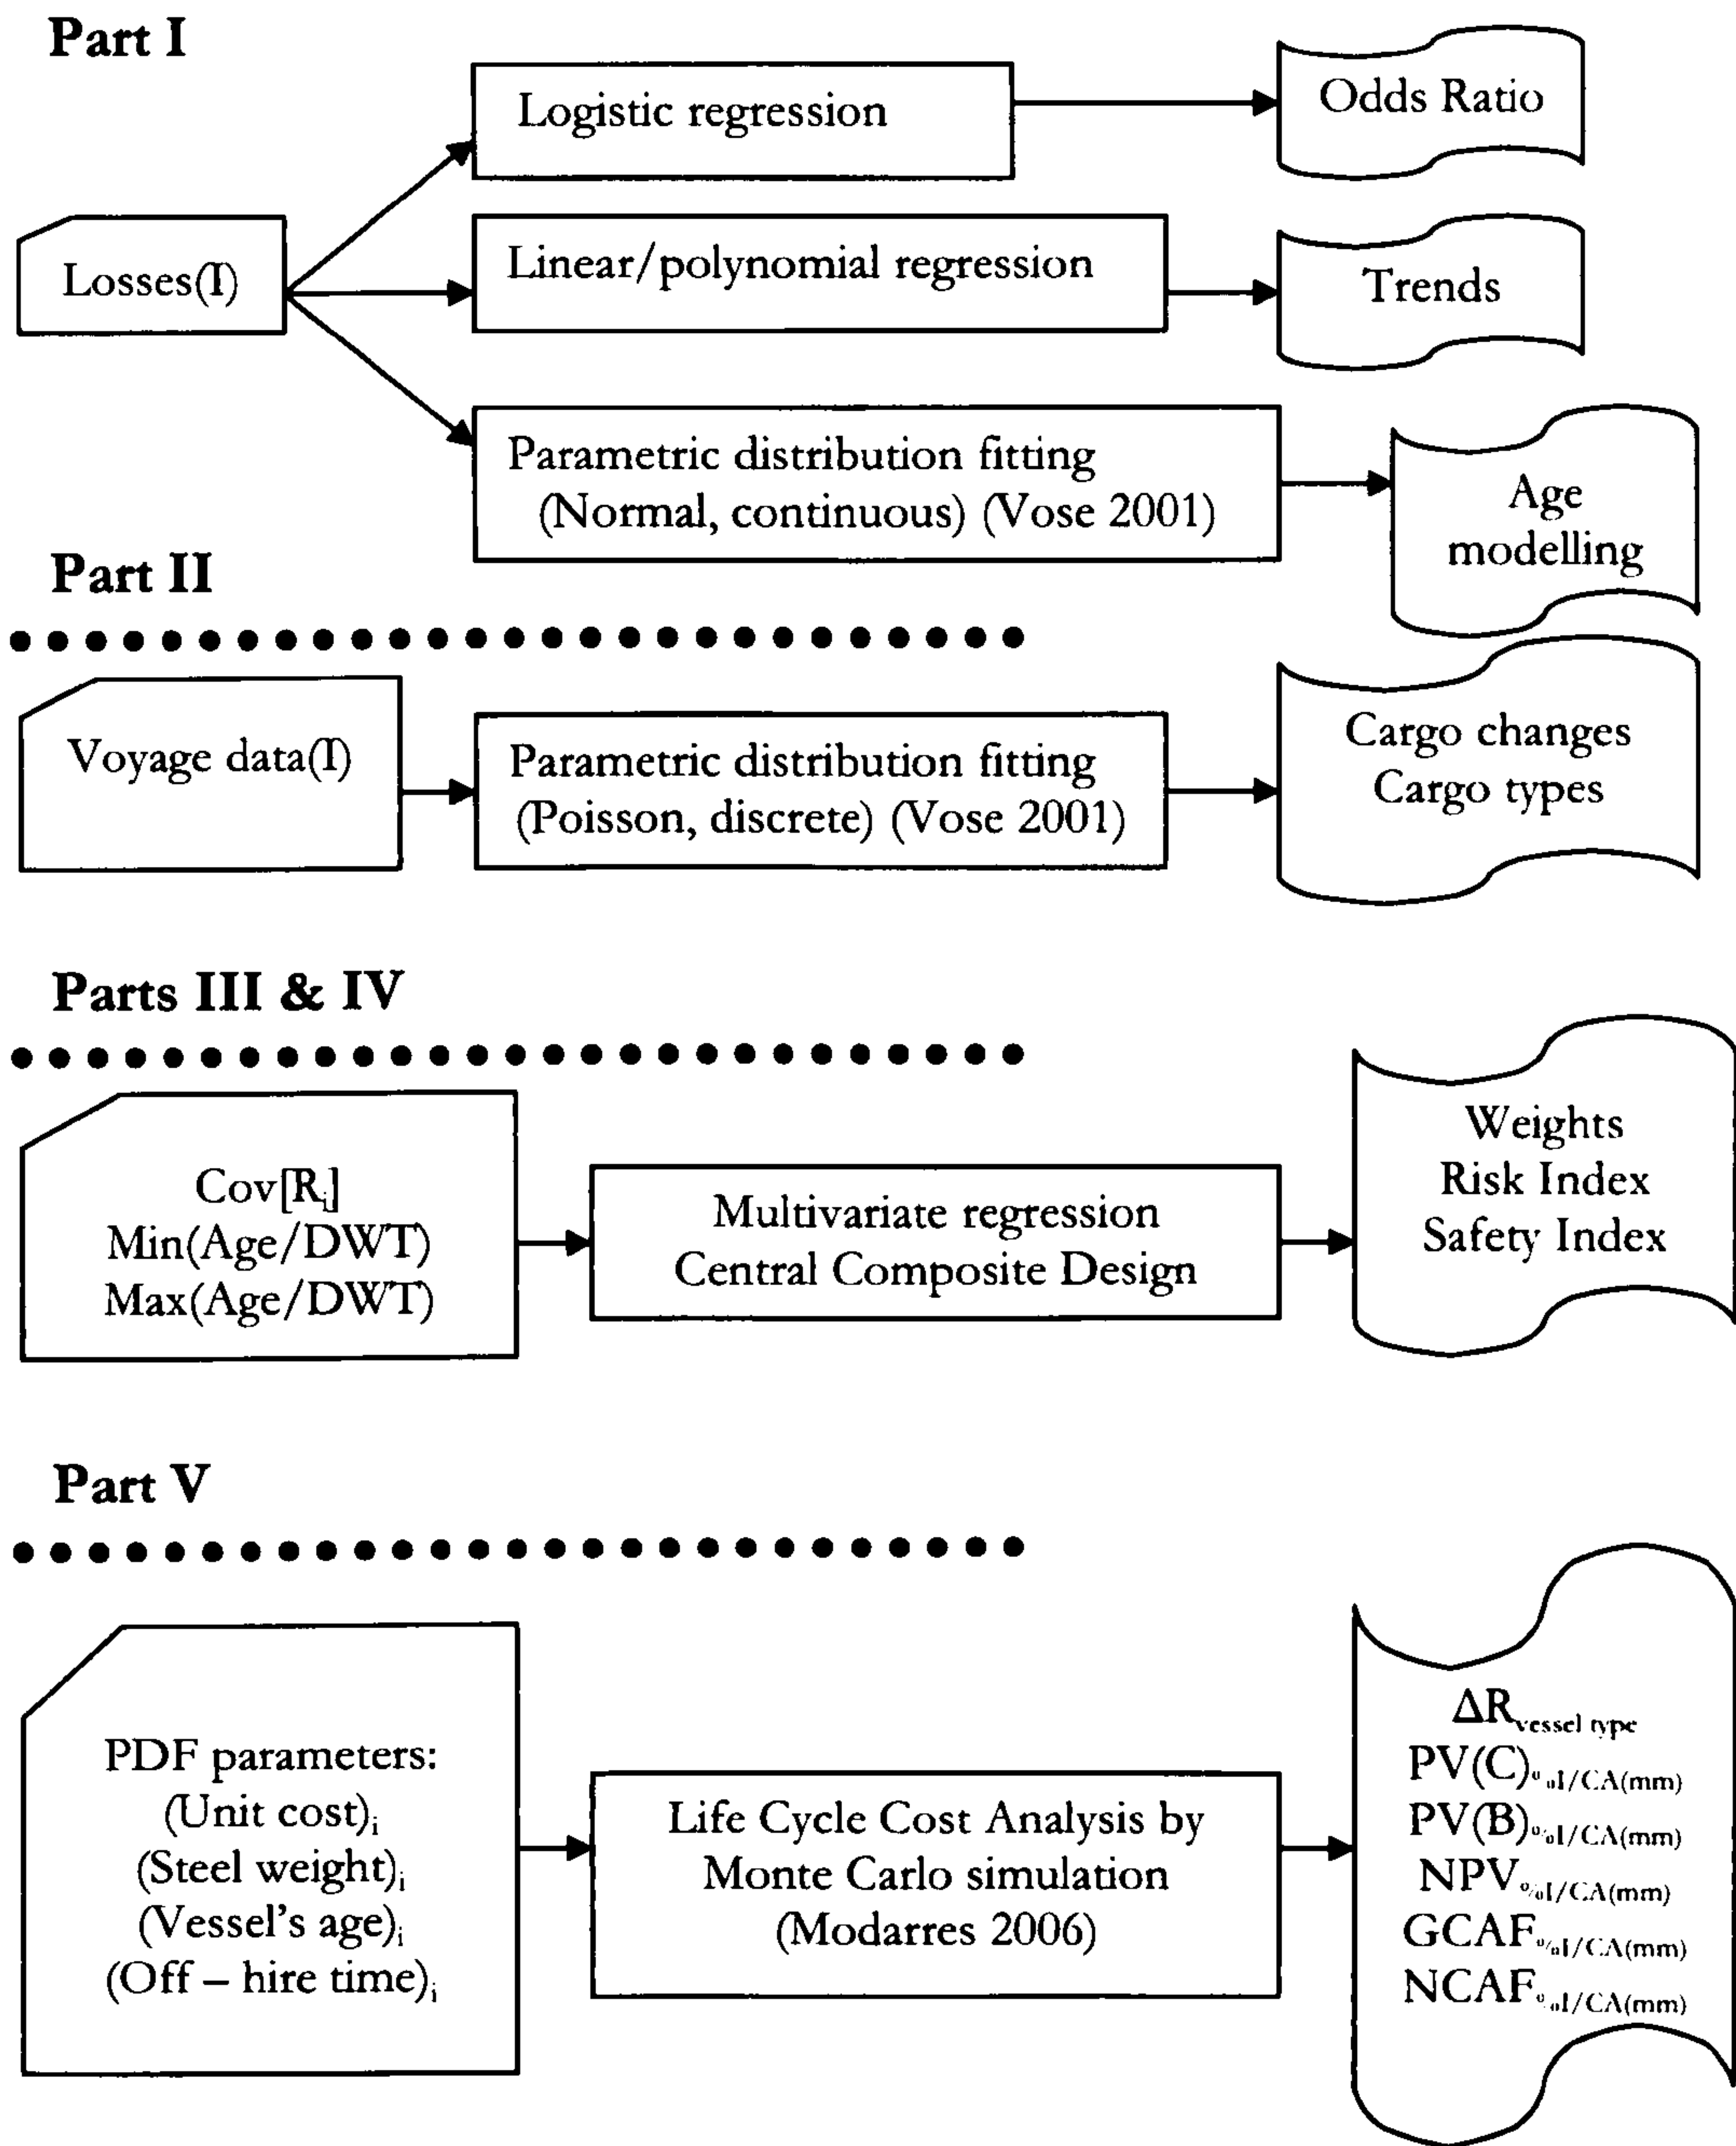 Part I
Logistic regression
Odds Ratio
Losses(I)
Linear/polynomial regression
Trends
Parametric distribution fitting
(Normal, continuous) (Vose 2001)
Age
modelling
Part II
Voyage data(I)
Parametric distribution fitting
(Poisson, discrete) (Vose 2001)
Cargo changes
Cargo types
Parts III & IV
Cov[Rij]
Min(Age/DWT)
Max(Age/DWT)
Multivariate regression
Central Composite Design
Weights
Risk Index
Safety Index
Part V
PDF parameters:
(Unit cost)i
(Steel weight)i
(Vessel's age)i
(Off – hire time)i
Life Cycle Cost Analysis by
Monte Carlo simulation
(Modarres 2006)
ΔRvessel type
PV(C)%I/CA(mm)
PV(B)%I/CA(mm)
NPV%I/CA(mm)
GCAF%I/CA(mm)
NCAF%I/CA(mm)